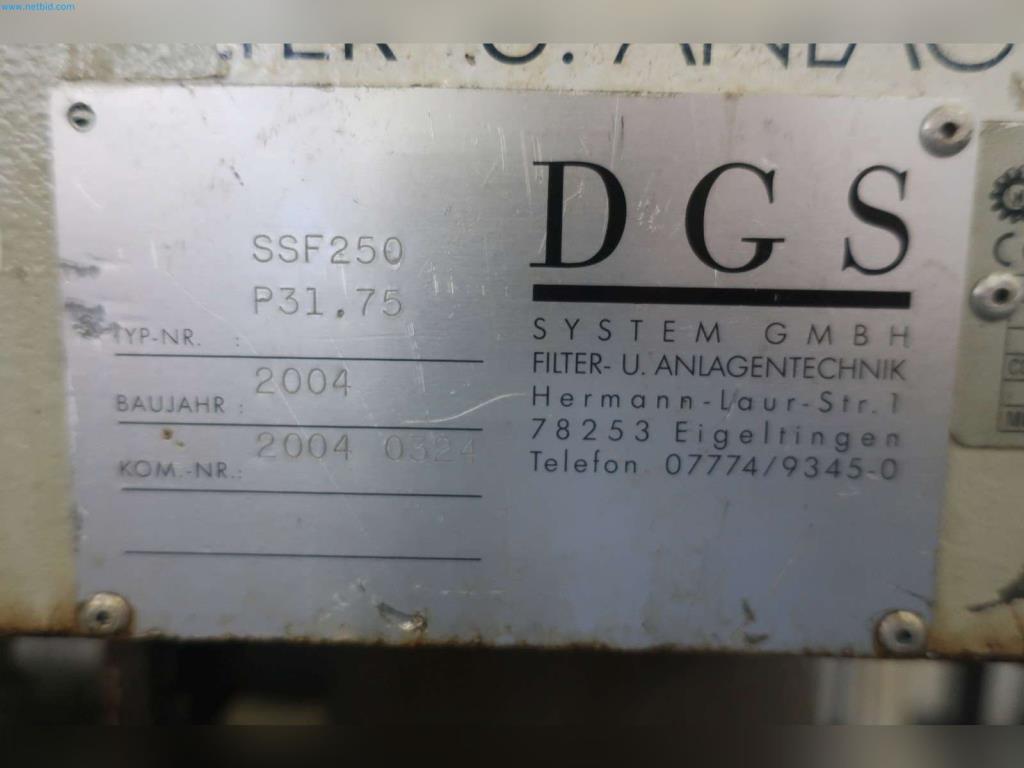 www.netbid.com
SSF250
P31.75
TYP-NR. :
2004
BAUJAHR :
2004 0324
KOM.-NR.:
DGS
SYSTEM GMBH
FILTER- U. ANLAGENTECHNIK
Hermann-Laur-Str. 1
78253 Eigeltingen
Telefon 07774/9345-0